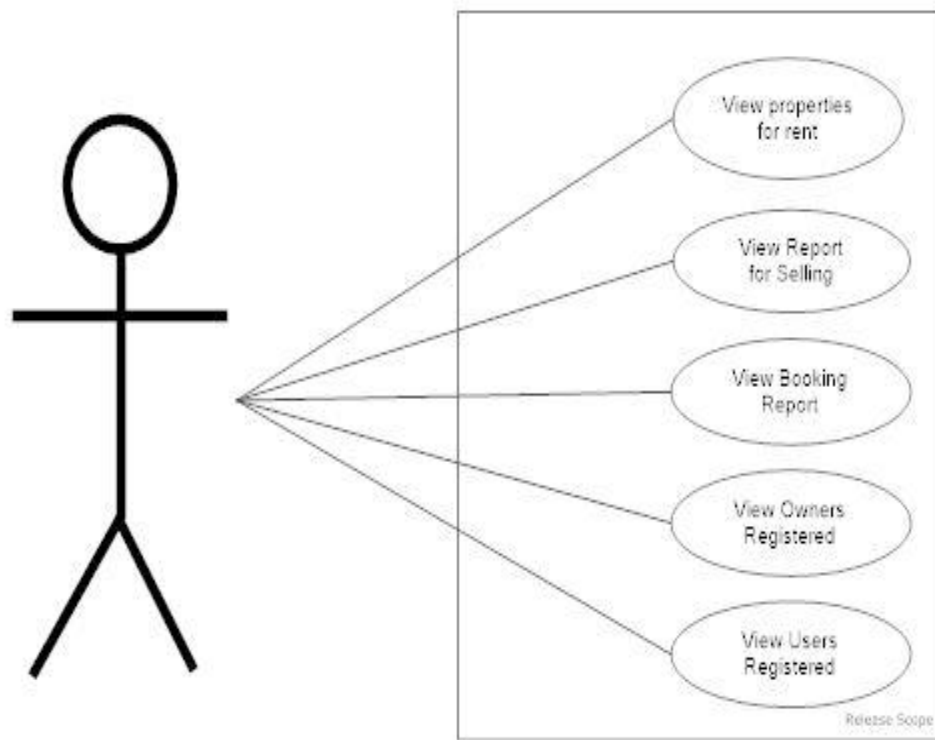 View properties
for rent
View Report
for Selling
View Booking
Report
View Owners
Registered
View Users
Registered
Release Scope